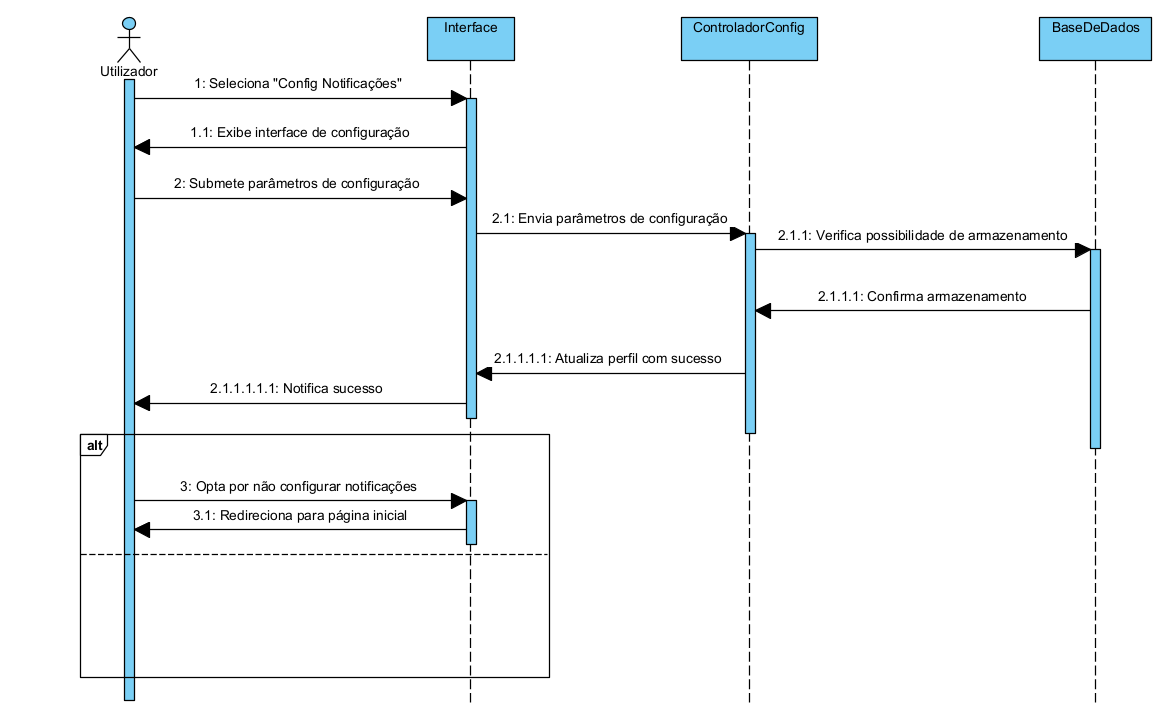 Utilizador
Interface
ControladorConfig
BaseDeDados
1: Seleciona "Config Notificações"
1.1: Exibe interface de configuração
2: Submete parâmetros de configuração
2.1: Envia parâmetros de configuração
2.1.1: Verifica possibilidade de armazenamento
2.1.1.1: Confirma armazenamento
2.1.1.1.1: Atualiza perfil com sucesso
2.1.1.1.1.1: Notifica sucesso
alt
3: Opta por não configurar notificações
3.1: Redireciona para página inicial